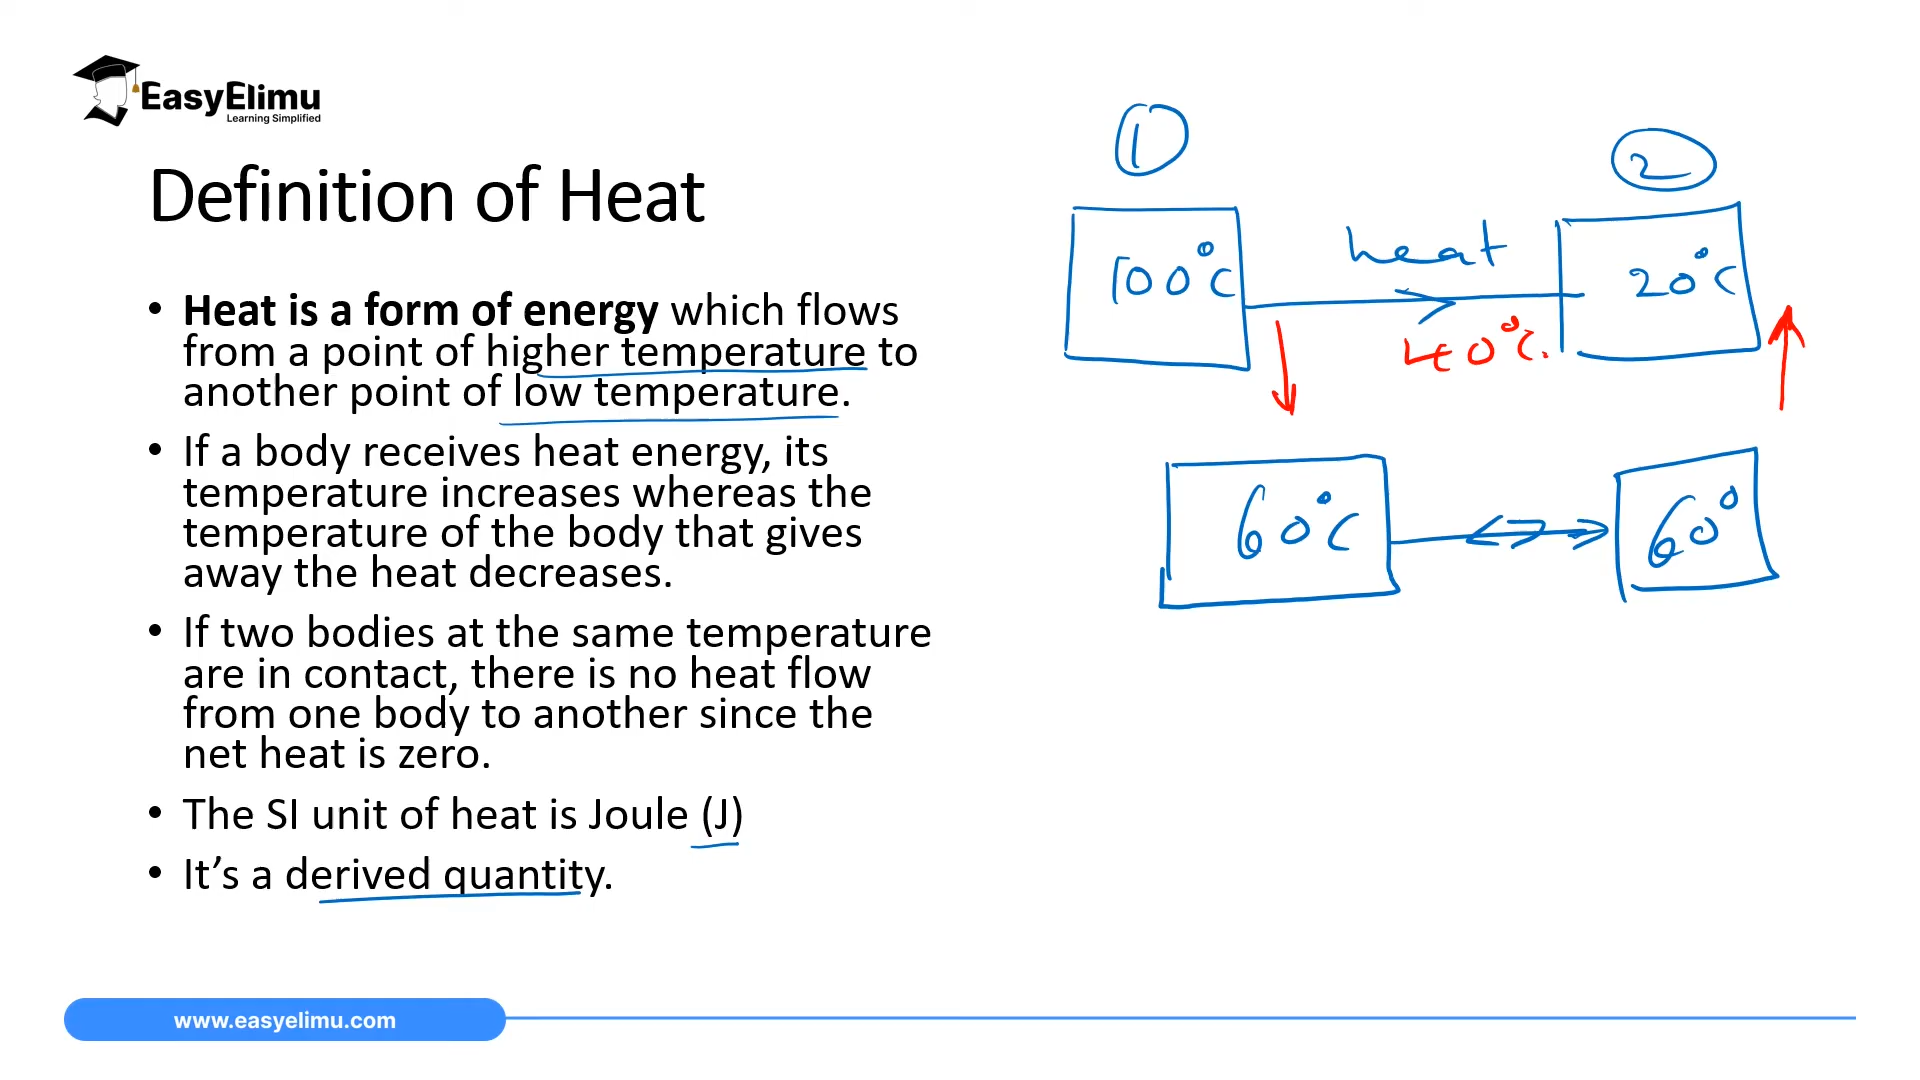 EasyElimu
Learning Simplified
Definition of Heat
• Heat is a form of energy which flows
from a point of higher temperature to
another point of low temperature.
• If a body receives heat energy, its
temperature increases whereas the
temperature of the body that gives
away the heat decreases.
• If two bodies at the same temperature
are in contact, there is no heat flow
from one body to another since the
net heat is zero.
• The SI unit of heat is Joule (J)
• It's a derived quantity.
1
2
100°C
heat
20°C
40°C.
60°C
60°
www.easyelimu.com